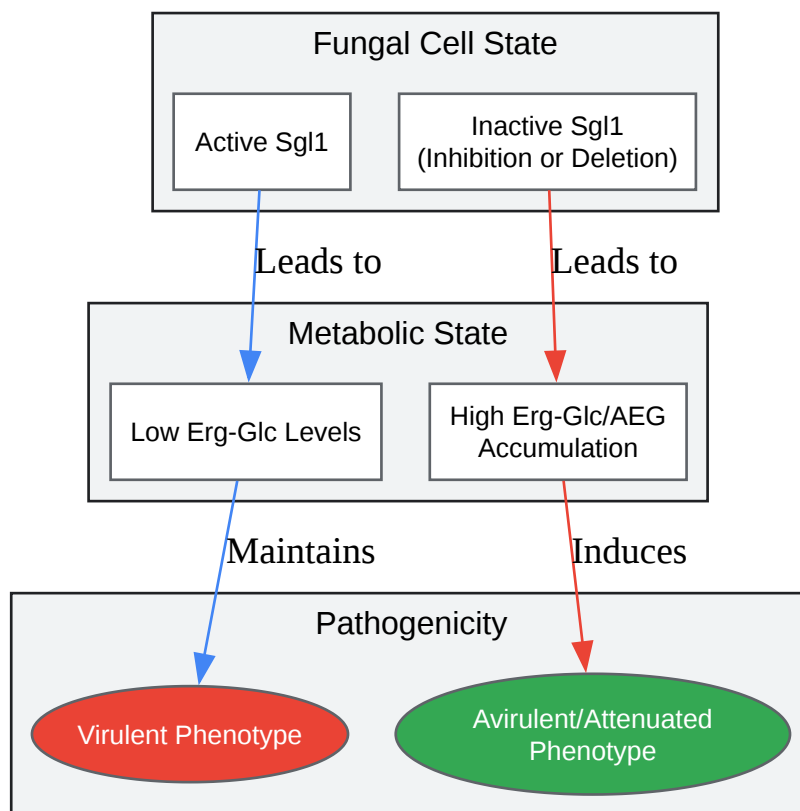 Fungal Cell State
Active Sgl1
Inactive Sgl1
(Inhibition or Deletion)
Leads to
Leads to
Metabolic State
Low Erg-Glc Levels
High Erg-Glc/AEG
Accumulation
Maintains
Induces
Pathogenicity
Virulent Phenotype
Avirulent/Attenuated
Phenotype